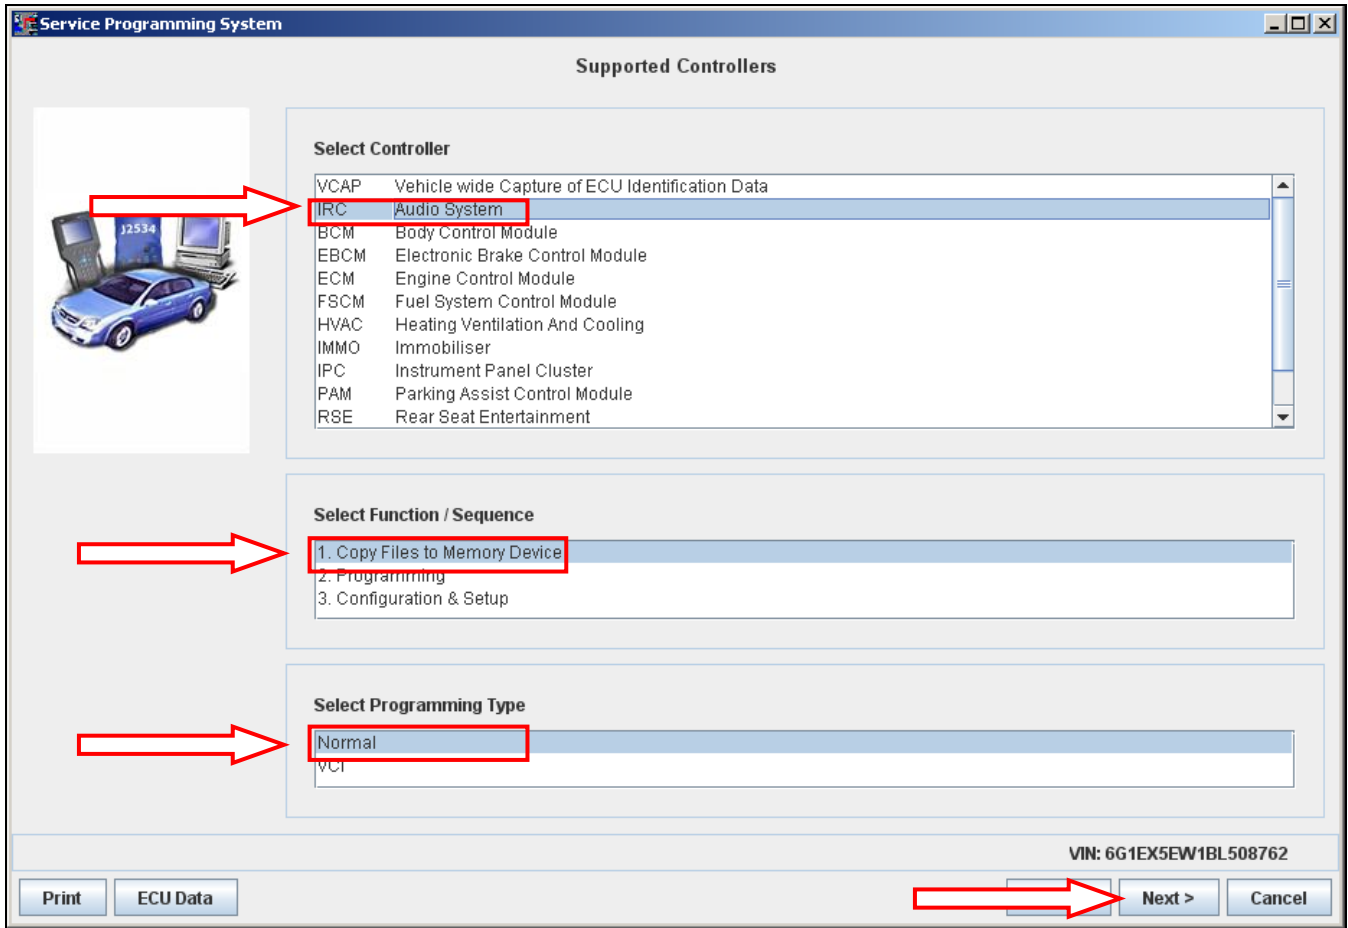 Service Programming System
Supported Controllers
J2534
Select Controller
VCAP Vehicle wide Capture of ECU Identification Data
IRC Audio System
BCM Body Control Module
EBCM Electronic Brake Control Module
ECM Engine Control Module
FSCM Fuel System Control Module
HVAC Heating Ventilation And Cooling
IMMO Immobiliser
IPC Instrument Panel Cluster
PAM Parking Assist Control Module
RSE Rear Seat Entertainment
Select Function / Sequence
1. Copy Files to Memory Device
2. Programming
3. Configuration & Setup
Select Programming Type
Normal
VCI
VIN: 6G1EX5EW1BL508762
Print ECU Data Next > Cancel